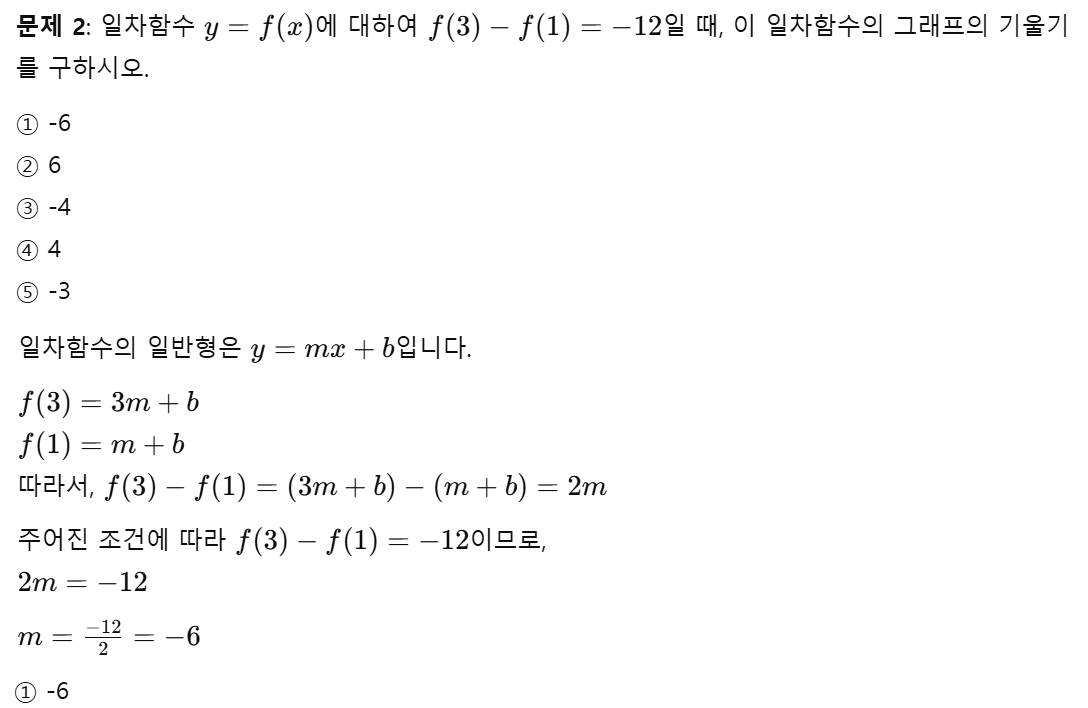 문제 2: 일차함수 y = f(x)에 대하여 f(3) − f(1) = −12일 때, 이 일차함수의 그래프의 기울기
를 구하시오.
① -6
② 6
③ -4
④ 4
⑤ -3
일차함수의 일반형은 y = mx + b입니다.
f(3) = 3m + b
f(1) = m + b
따라서, f(3) − f(1) = (3m + b) − (m + b) = 2m
주어진 조건에 따라 f(3) − f(1) = −12이므로,
2m = −12
m = \frac{−12}{2} = −6
① -6